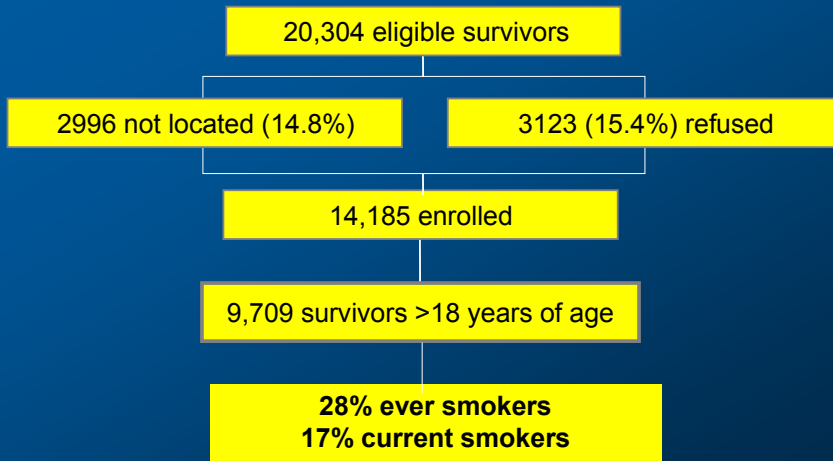 20,304 eligible survivors
2996 not located (14.8%)
3123 (15.4%) refused
14,185 enrolled
9,709 survivors >18 years of age
28% ever smokers
17% current smokers